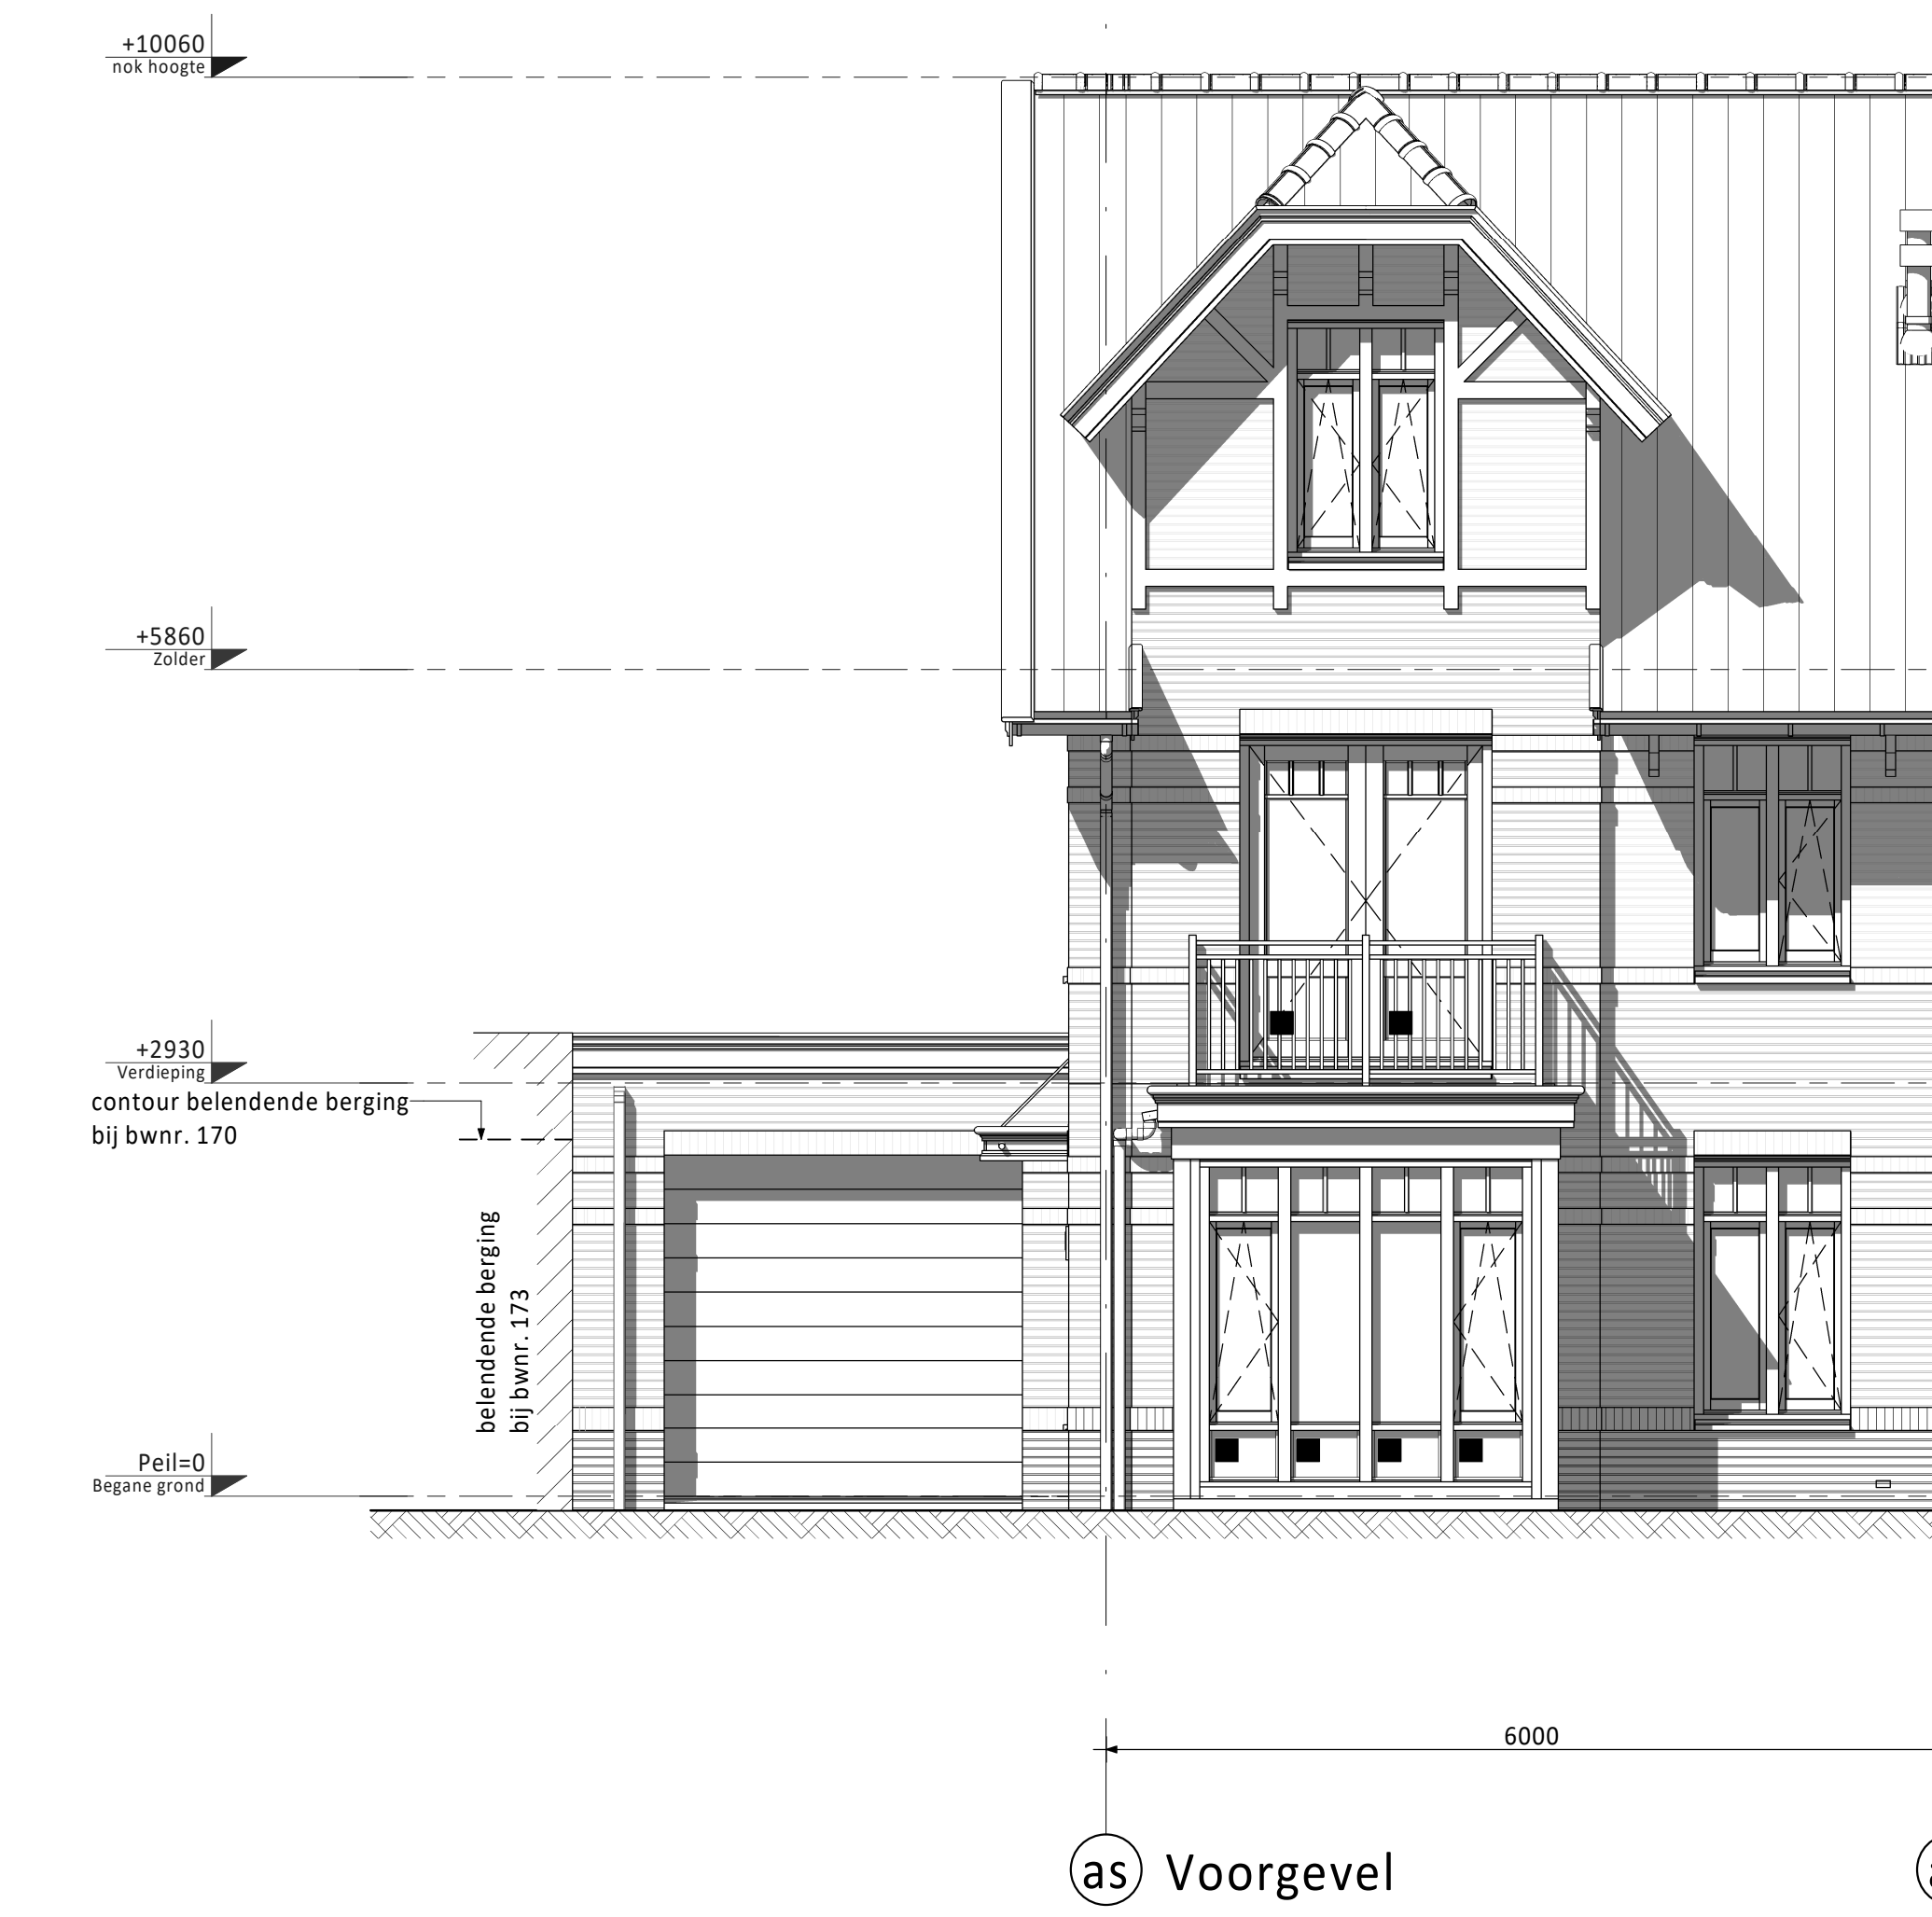 +10060
nok hoogte
+5860
Zolder
+2930
Verdieping
contour belendende berging
bij bwnr. 170
belendende berging
bij bwnr. 173
Peil=0
Begane grond
6000
as Voorgevel